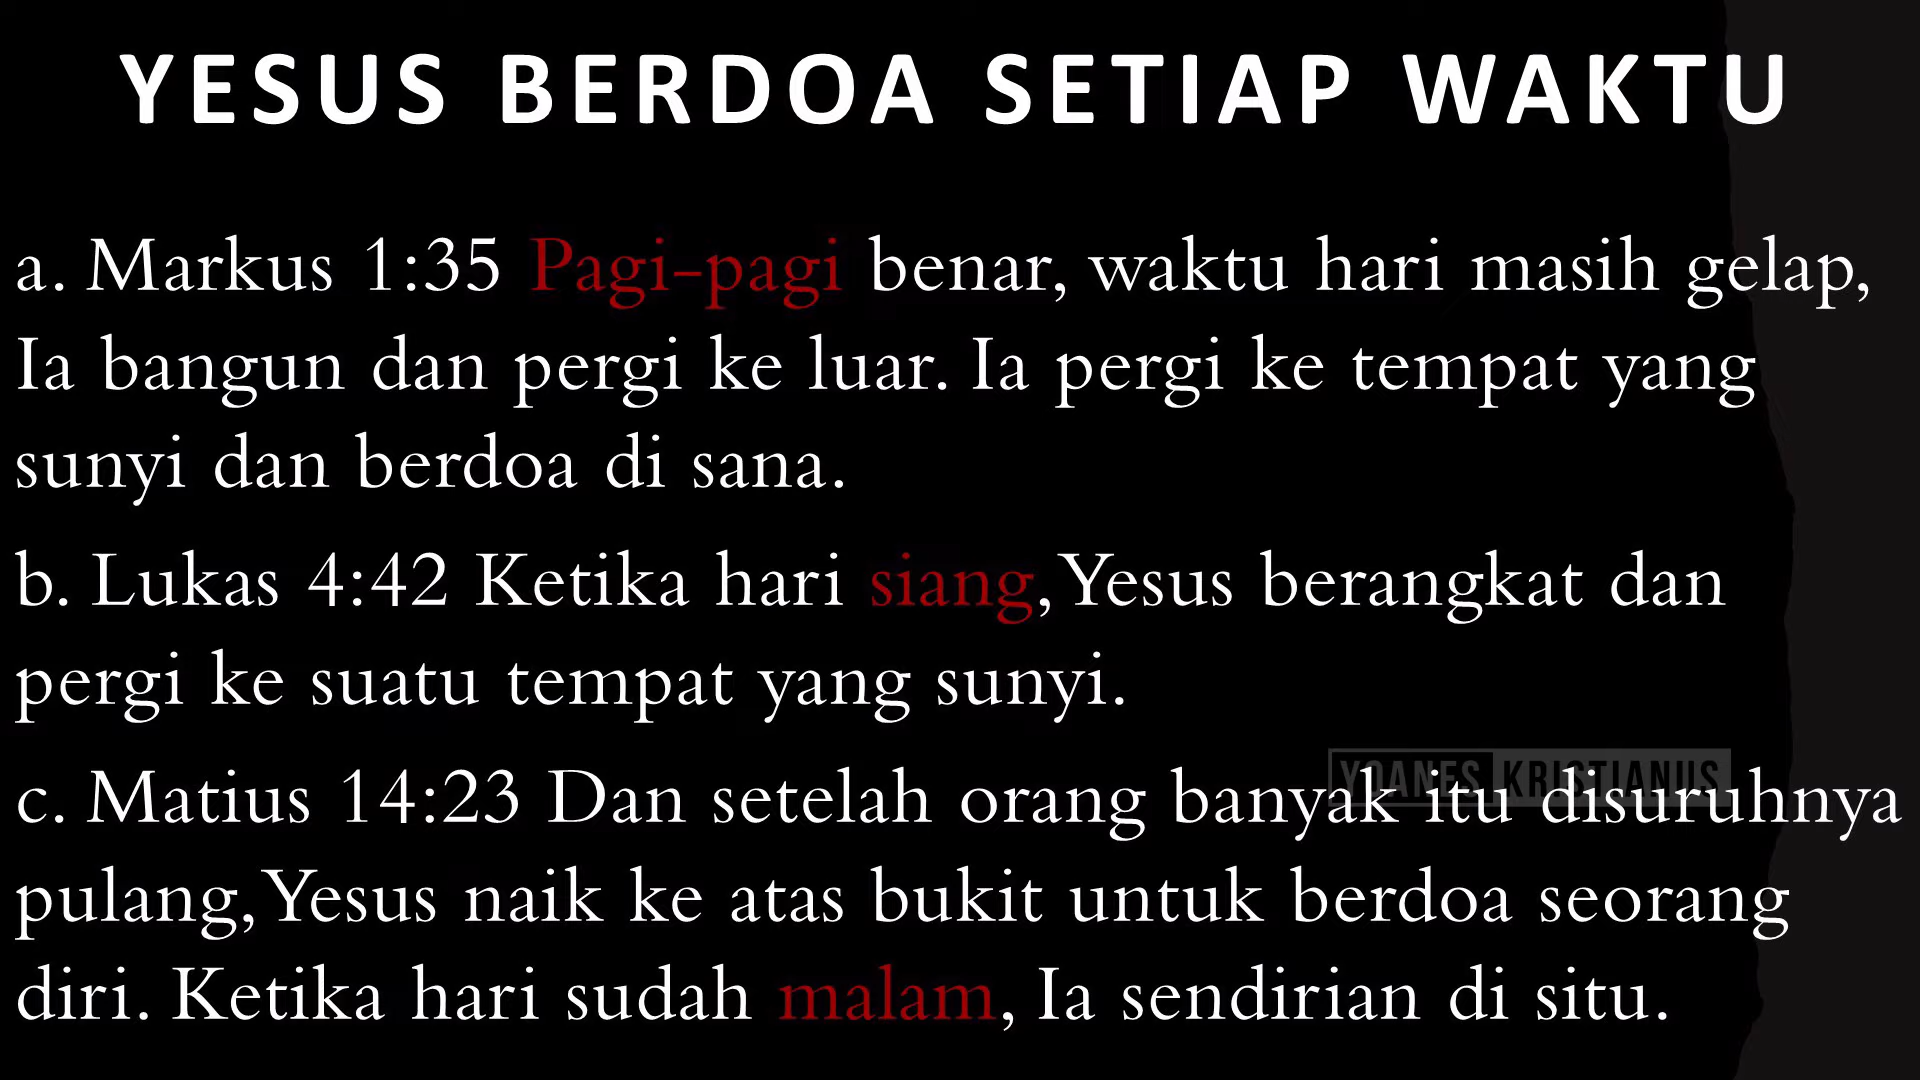 YESUS BERDOA SETIAP WAKTU
a. Markus 1:35 Pagi-pagi benar, waktu hari masih gelap,
Ia bangun dan pergi ke luar. Ia pergi ke tempat yang
sunyi dan berdoa di sana.
b. Lukas 4:42 Ketika hari siang, Yesus berangkat dan
pergi ke suatu tempat yang sunyi.
YOANES KRISTIANUS
c. Matius 14:23 Dan setelah orang banyak itu disuruhnya
pulang, Yesus naik ke atas bukit untuk berdoa seorang
diri. Ketika hari sudah malam, Ia sendirian di situ.